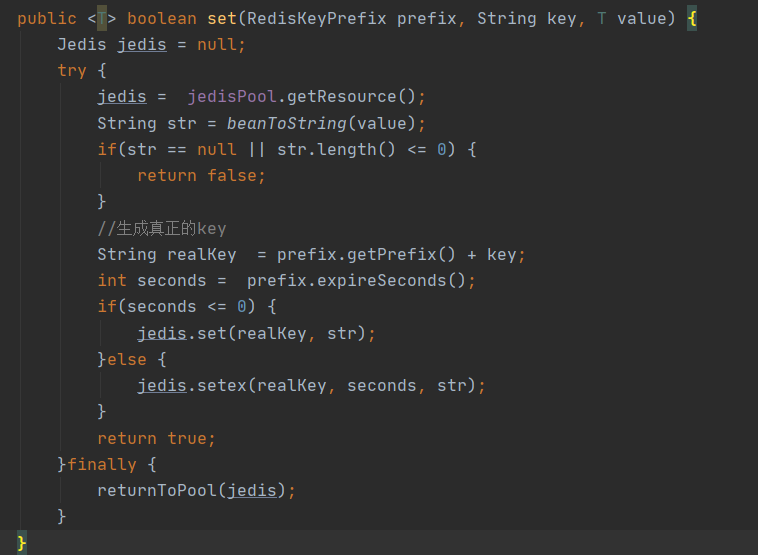 public <T> boolean set(RedisKeyPrefix prefix, String key, T value) {
    Jedis jedis = null;
    try {
        jedis =  jedisPool.getResource();
        String str = beanToString(value);
        if(str == null || str.length() <= 0) {
            return false;
        }
        //生成真正的key
        String realKey  = prefix.getPrefix() + key;
        int seconds =  prefix.expireSeconds();
        if(seconds <= 0) {
            jedis.set(realKey, str);
        }else {
            jedis.setex(realKey, seconds, str);
        }
        return true;
    }finally {
        returnToPool(jedis);
    }
}